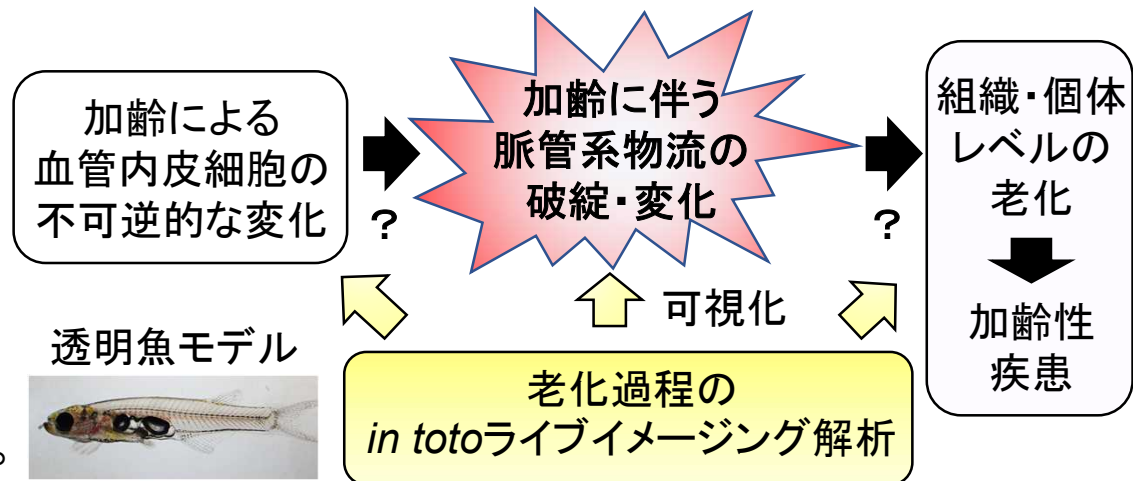 加齢による
血管内皮細胞の
不可逆的な変化
?
加齢に伴う
脈管系物流の
破綻・変化
?
組織・個体
レベルの
老化
加齢性
疾患
可視化
透明魚モデル
老化過程の
in totoライブイメージング解析
。